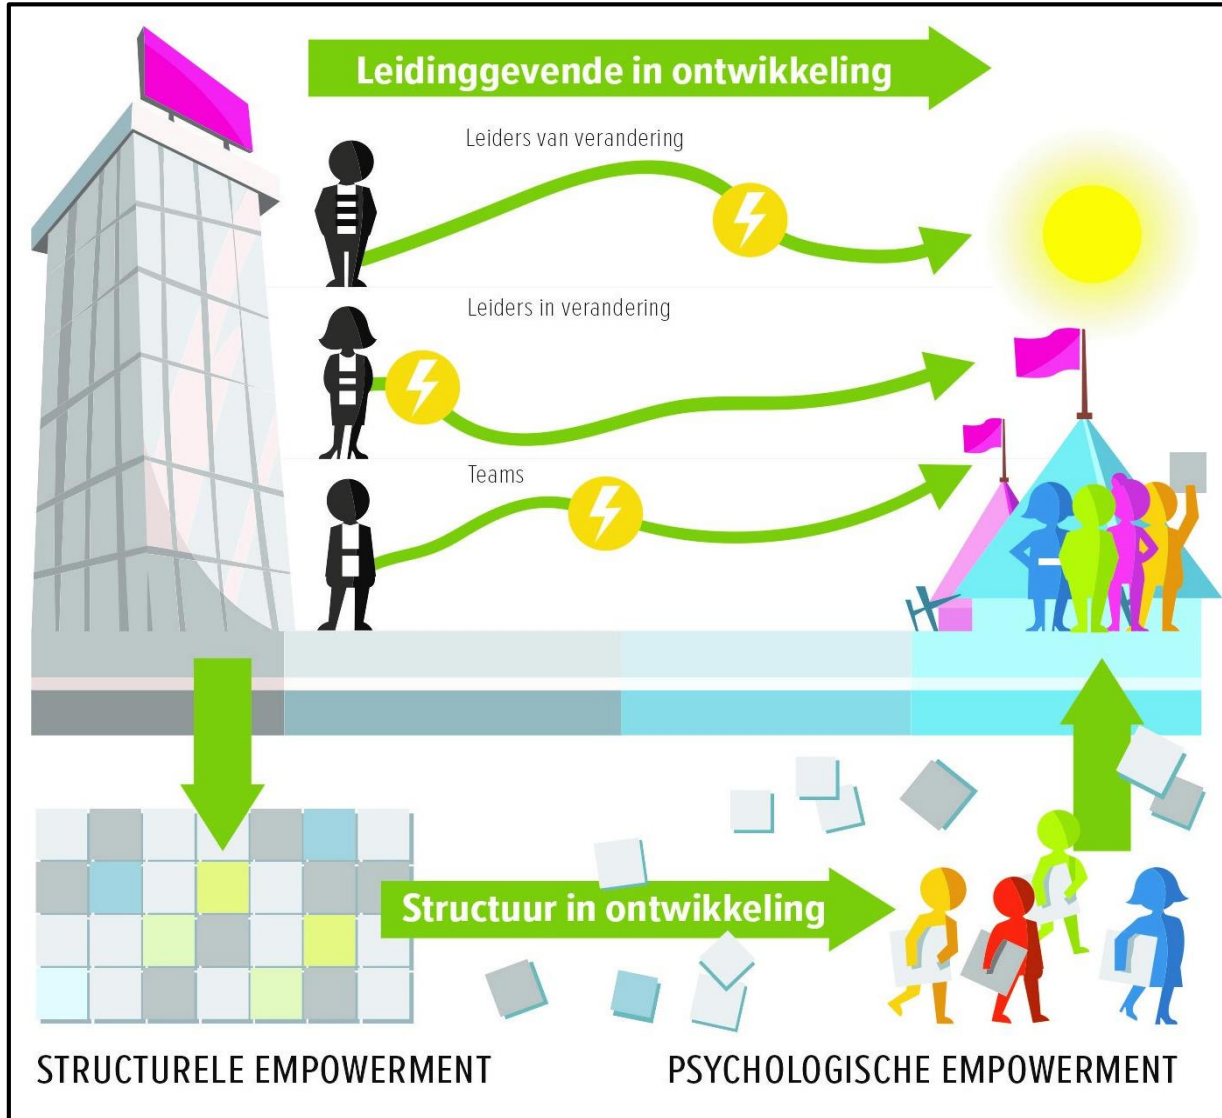 Leidinggevende in ontwikkeling
Leiders van verandering
Leiders in verandering
Teams
Structuur in ontwikkeling
STRUCTURELE EMPOWERMENT
PSYCHOLOGISCHE EMPOWERMENT